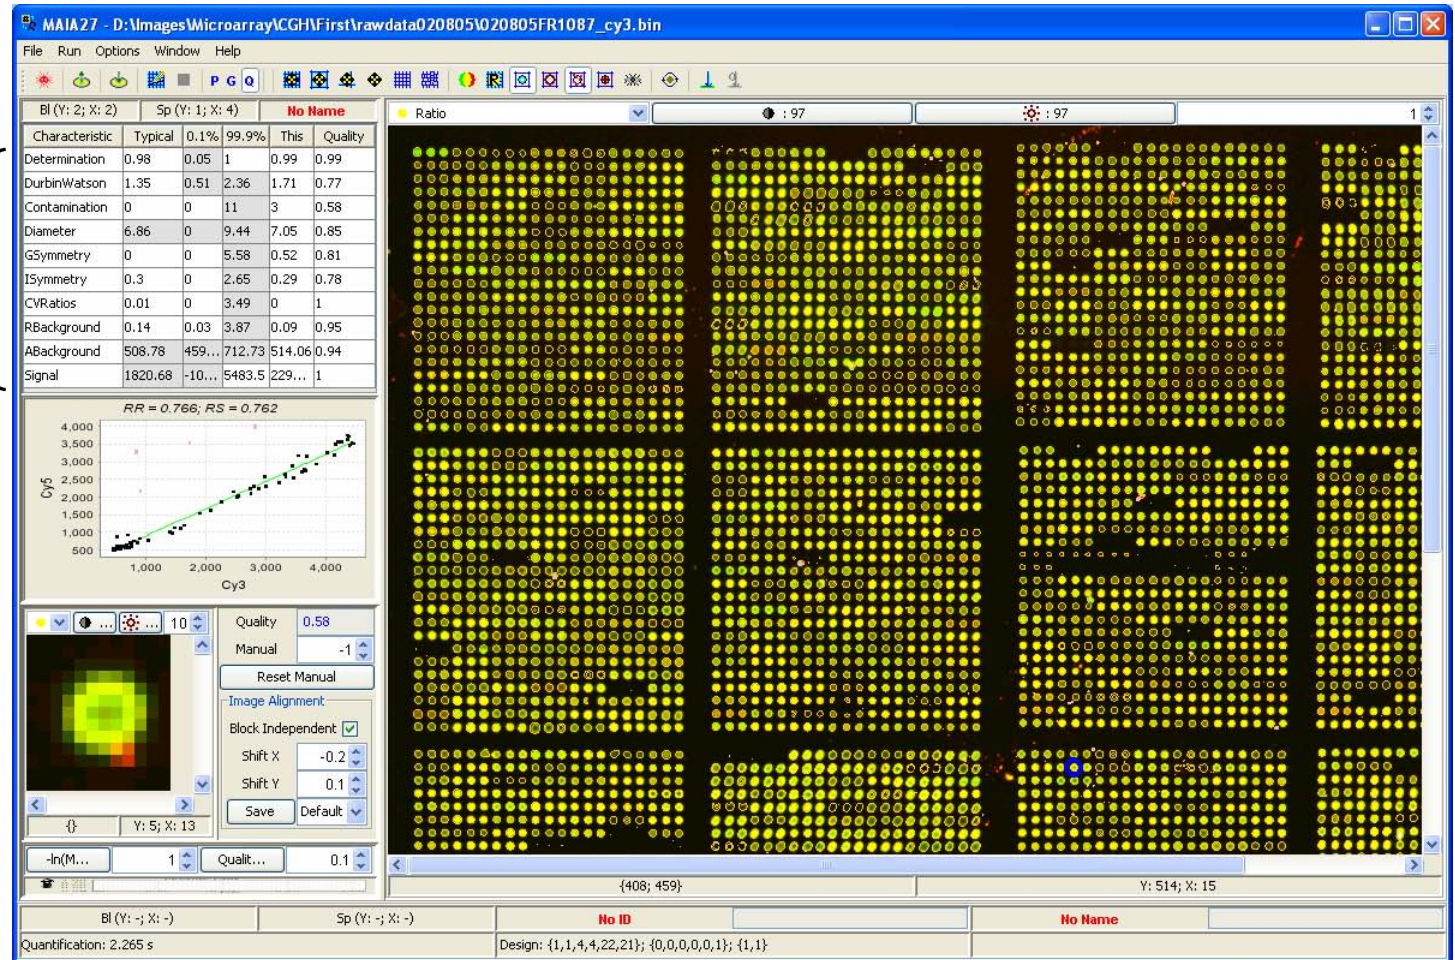 MAIA27 - D:\Images\Microarray\CGH\First\rawdata020805\020805FR1087_cy3.bin
File Run Options Window Help
P G Q R
Bl (Y: 2; X: 2) Sp (Y: 1; X: 4) No Name
Ratio : 97 : 97 1
Characteristic Typical 0.1% 99.9% This Quality
Determination 0.98 0.05 1 0.99 0.99
DurbinWatson 1.35 0.51 2.36 1.71 0.77
Contamination 0 0 11 3 0.58
Diameter 6.86 0 9.44 7.05 0.85
GSymmetry 0 0 5.58 0.52 0.81
ISymmetry 0.3 0 2.65 0.29 0.78
CVRatios 0.01 0 3.49 0 1
RBackground 0.14 0.03 3.87 0.09 0.95
ABackground 508.78 459... 712.73 514.06 0.94
Signal 1820.68 -10... 5483.5 229... 1
RR = 0.766; RS = 0.762
4,000
3,500
3,000
2,500
2,000
1,500
1,000
500
Cy5
1,000 2,000 3,000 4,000
Cy3
... ... 10
Quality 0.58
Manual -1
Reset Manual
Image Alignment
Block Independent
Shift X -0.2
Shift Y 0.1
Save Default
{} Y: 5; X: 13
-ln(M... 1 Qualit... 0.1
{408; 459} Y: 514; X: 15
Bl (Y: -; X: -) Sp (Y: -; X: -) No ID No Name
Quantification: 2.265 s Design: {1,1,4,4,22,21}; {0,0,0,0,0,1}; {1,1}